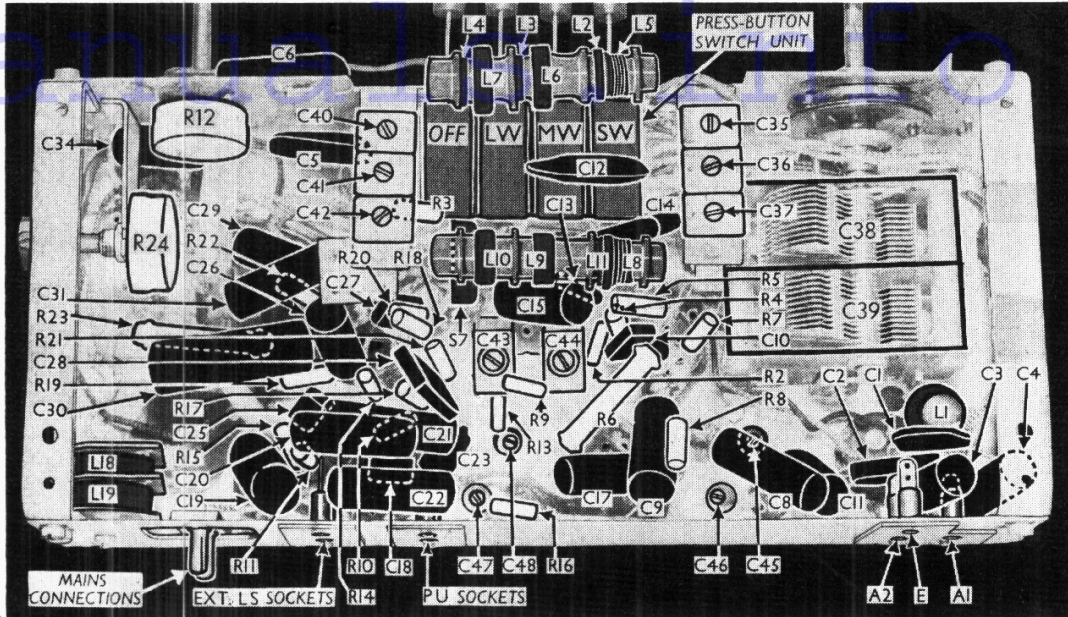 L4 L3 L2 L5 PRESS-BUTTON
SWITCH UNIT
C6 L7 L6
anuals info
R12 C40 OFF LW MW SW C35
C34 C5 C12 C36
C41
C29 C42 R3 C13 C14 C37
R24 C38
R22 R20 R18 L10 L9 L11 L8
C26 C27 R5
C31 C15 R4 C39
R23 S7 R7
R21 C43 C44 C10
C28
R19 R2 C2 C1 C3 C4
C30 R9 R6 R8
R17 L1
C25 C21 R13
R15 C23
L18 C20
L19 C19 C22 C17 C9 C8 C11
R11 R10 C18 C47 C48 R16 C46 C45
MAINS
CONNECTIONS EXT. LS SOCKETS R14 PU SOCKETS A2 E A1